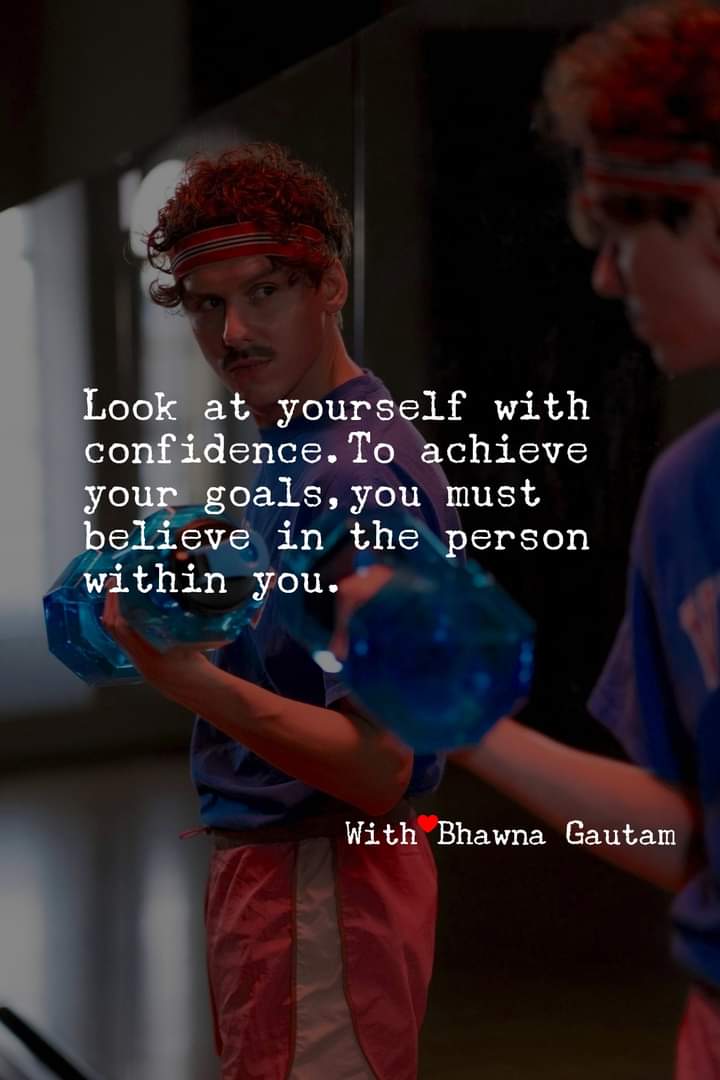 Look at yourself with
confidence.To achieve
your goals,you must
believe in the person
within you.
With❤Bhawna Gautam